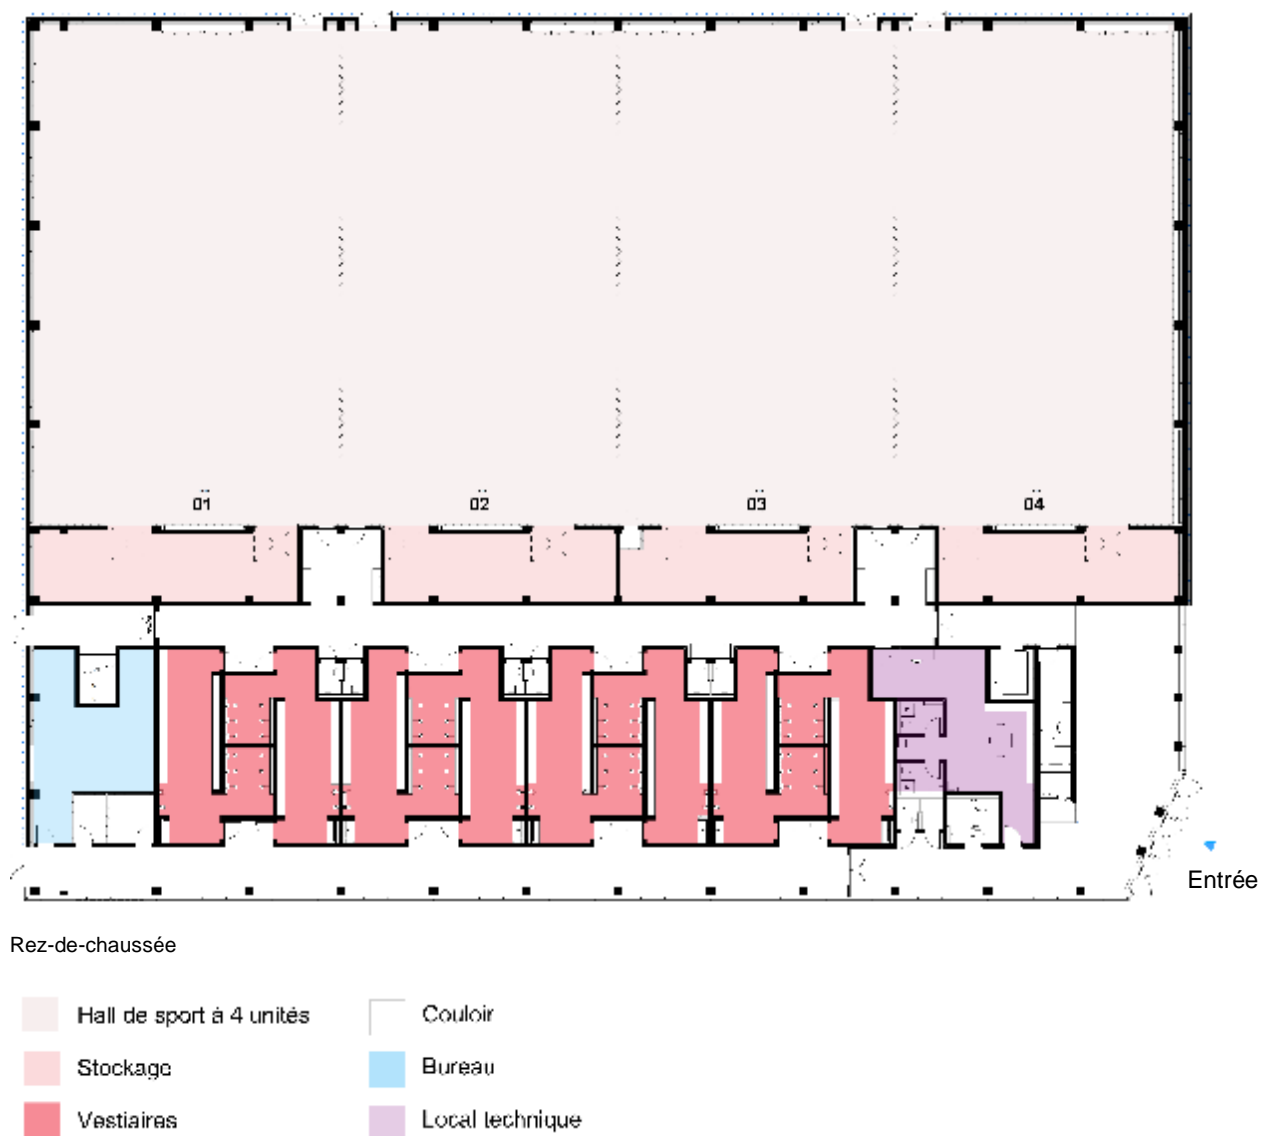 01 02 03 04
Entrée
Rez-de-chaussée
Hall de sport à 4 unités
Couloir
Stockage
Bureau
Vestiaires
Local technique